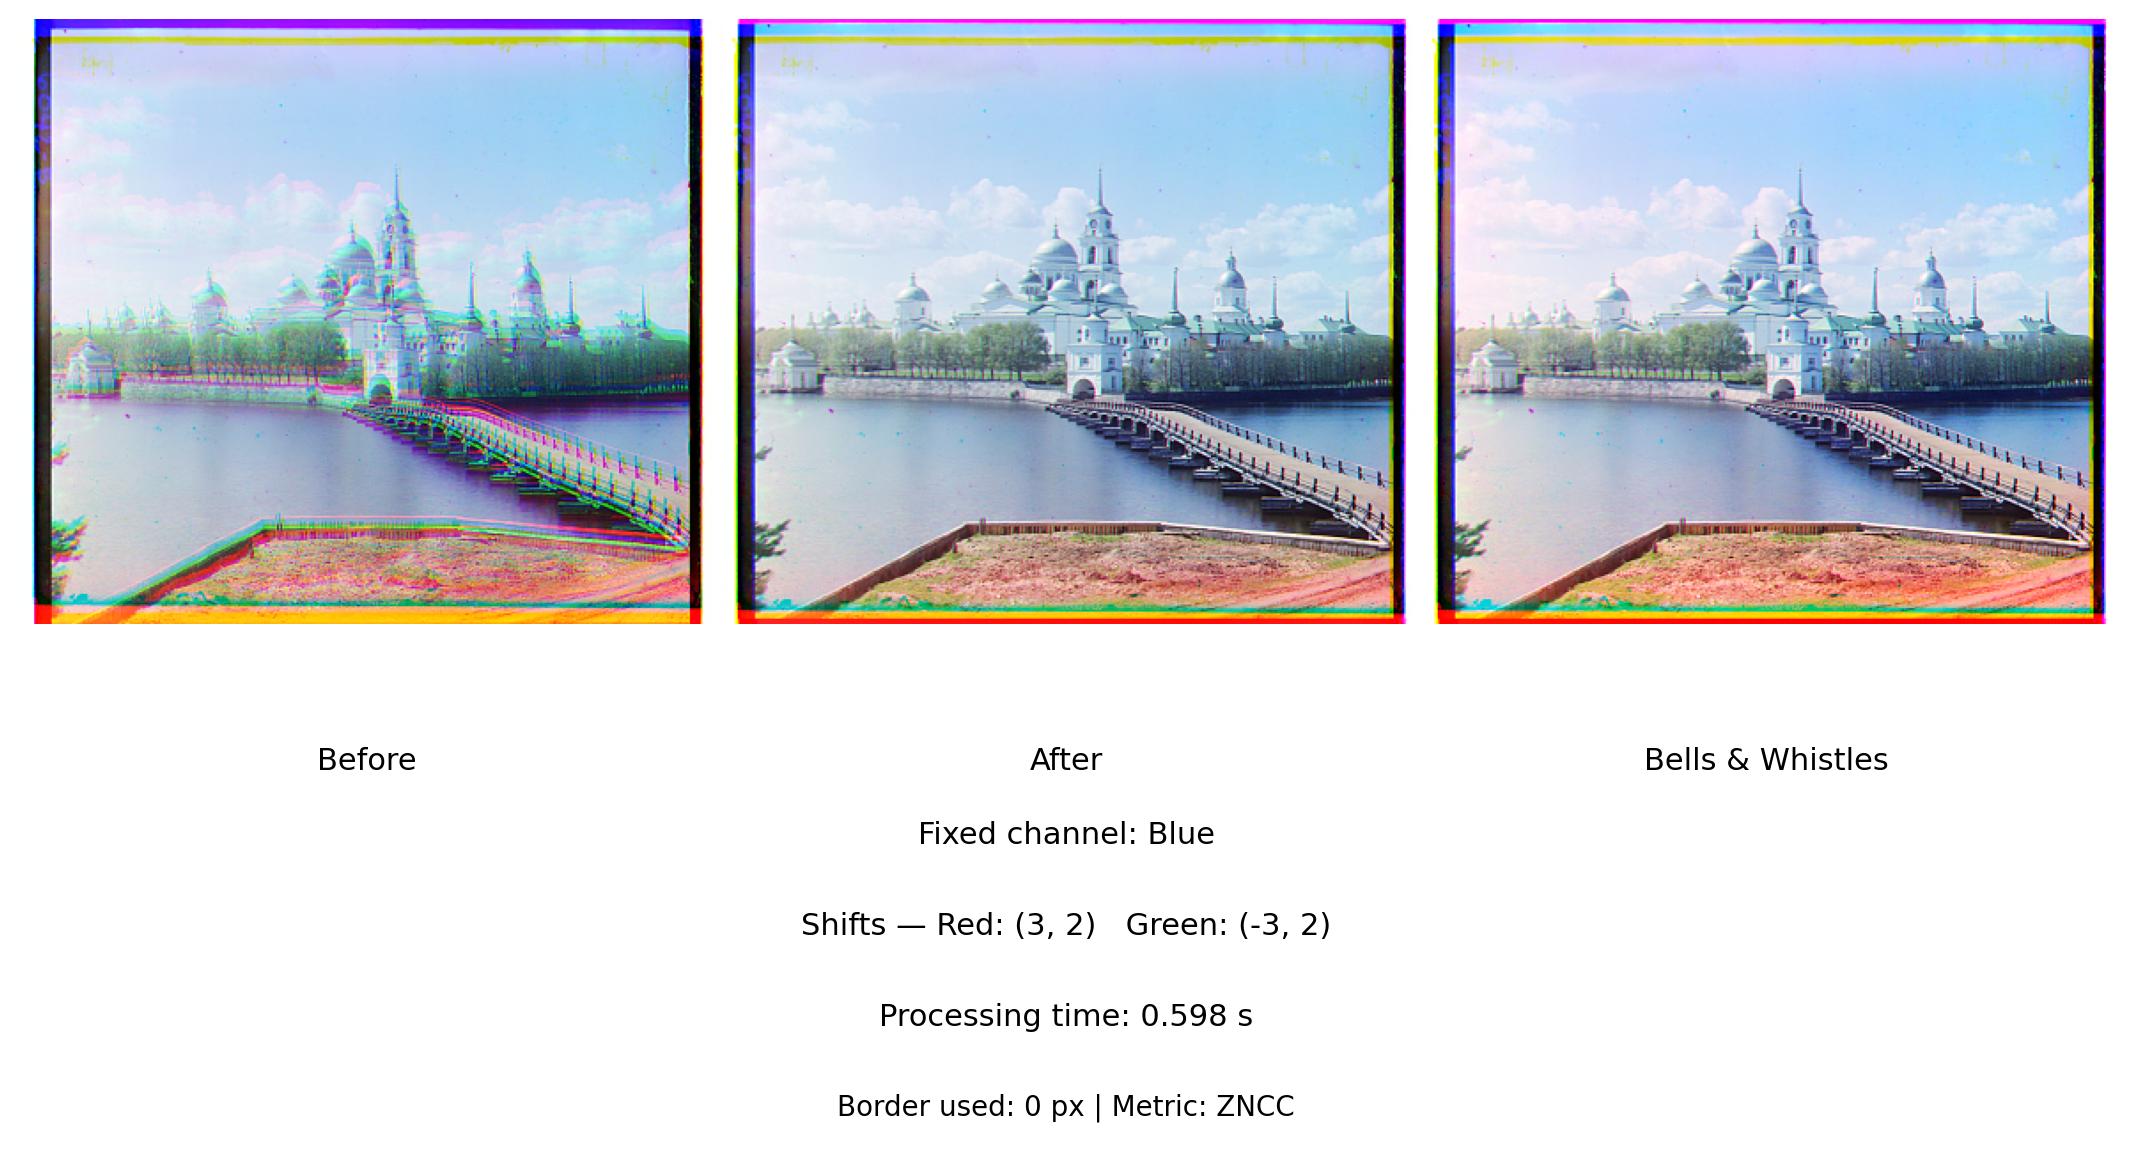 Before
After
Bells & Whistles
Fixed channel: Blue
Shifts — Red: (3, 2)   Green: (-3, 2)
Processing time: 0.598 s
Border used: 0 px | Metric: ZNCC